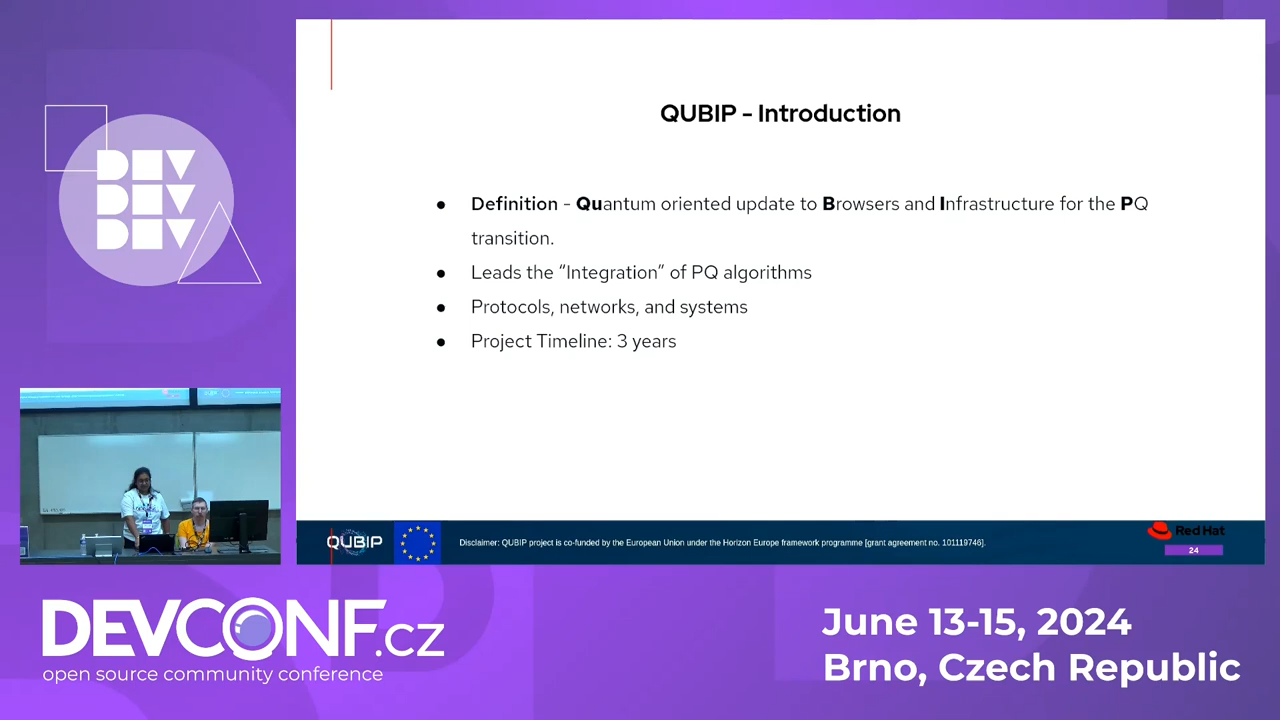 DEV
DEV
DEV
QUBIP - Introduction
● Definition - Quantum oriented update to Browsers and Infrastructure for the PQ
transition.
● Leads the “Integration” of PQ algorithms
● Protocols, networks, and systems
● Project Timeline: 3 years
QUBIP
Disclaimer: QUBIP project is co-funded by the European Union under the Horizon Europe framework programme [grant agreement no. 101119746].
Red Hat
24
DEVCONF.cz
open source community conference
June 13-15, 2024
Brno, Czech Republic